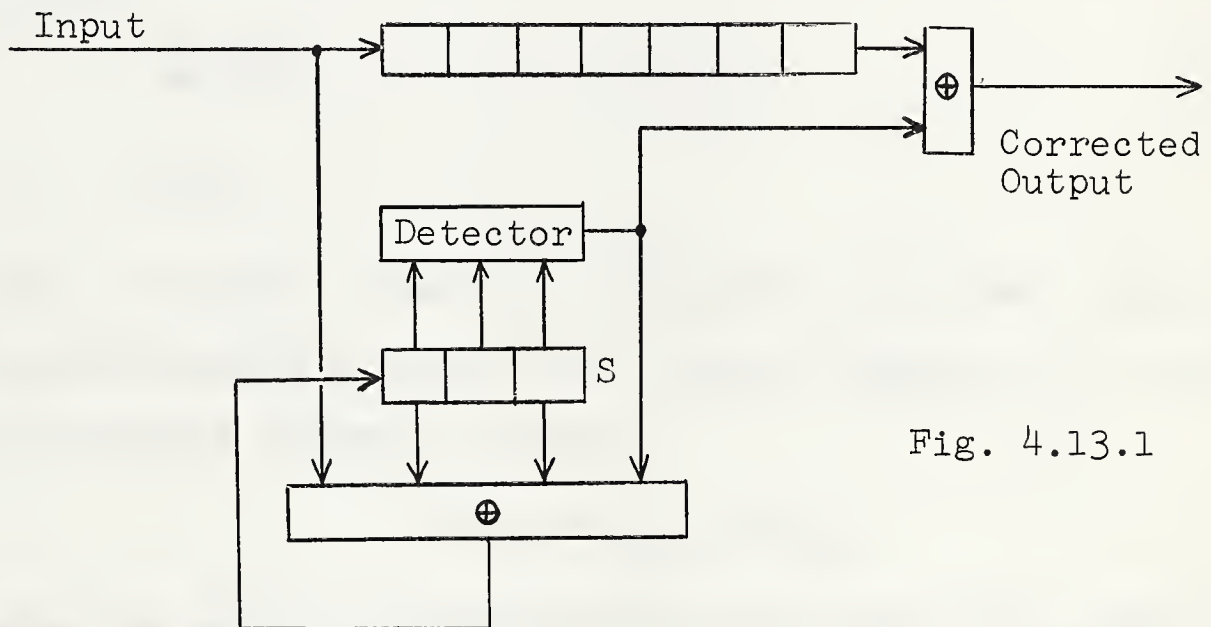 Input
⊕
Corrected
Output
Detector
S
Fig. 4.13.1
⊕